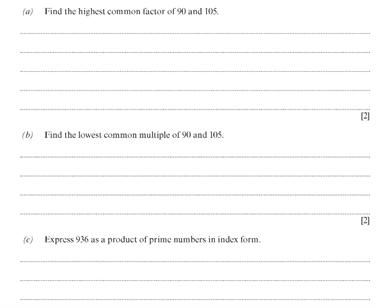 (a) Find the highest common factor of 90 and 105.
[2]
(b) Find the lowest common multiple of 90 and 105.
[2]
(c) Express 936 as a product of prime numbers in index form.